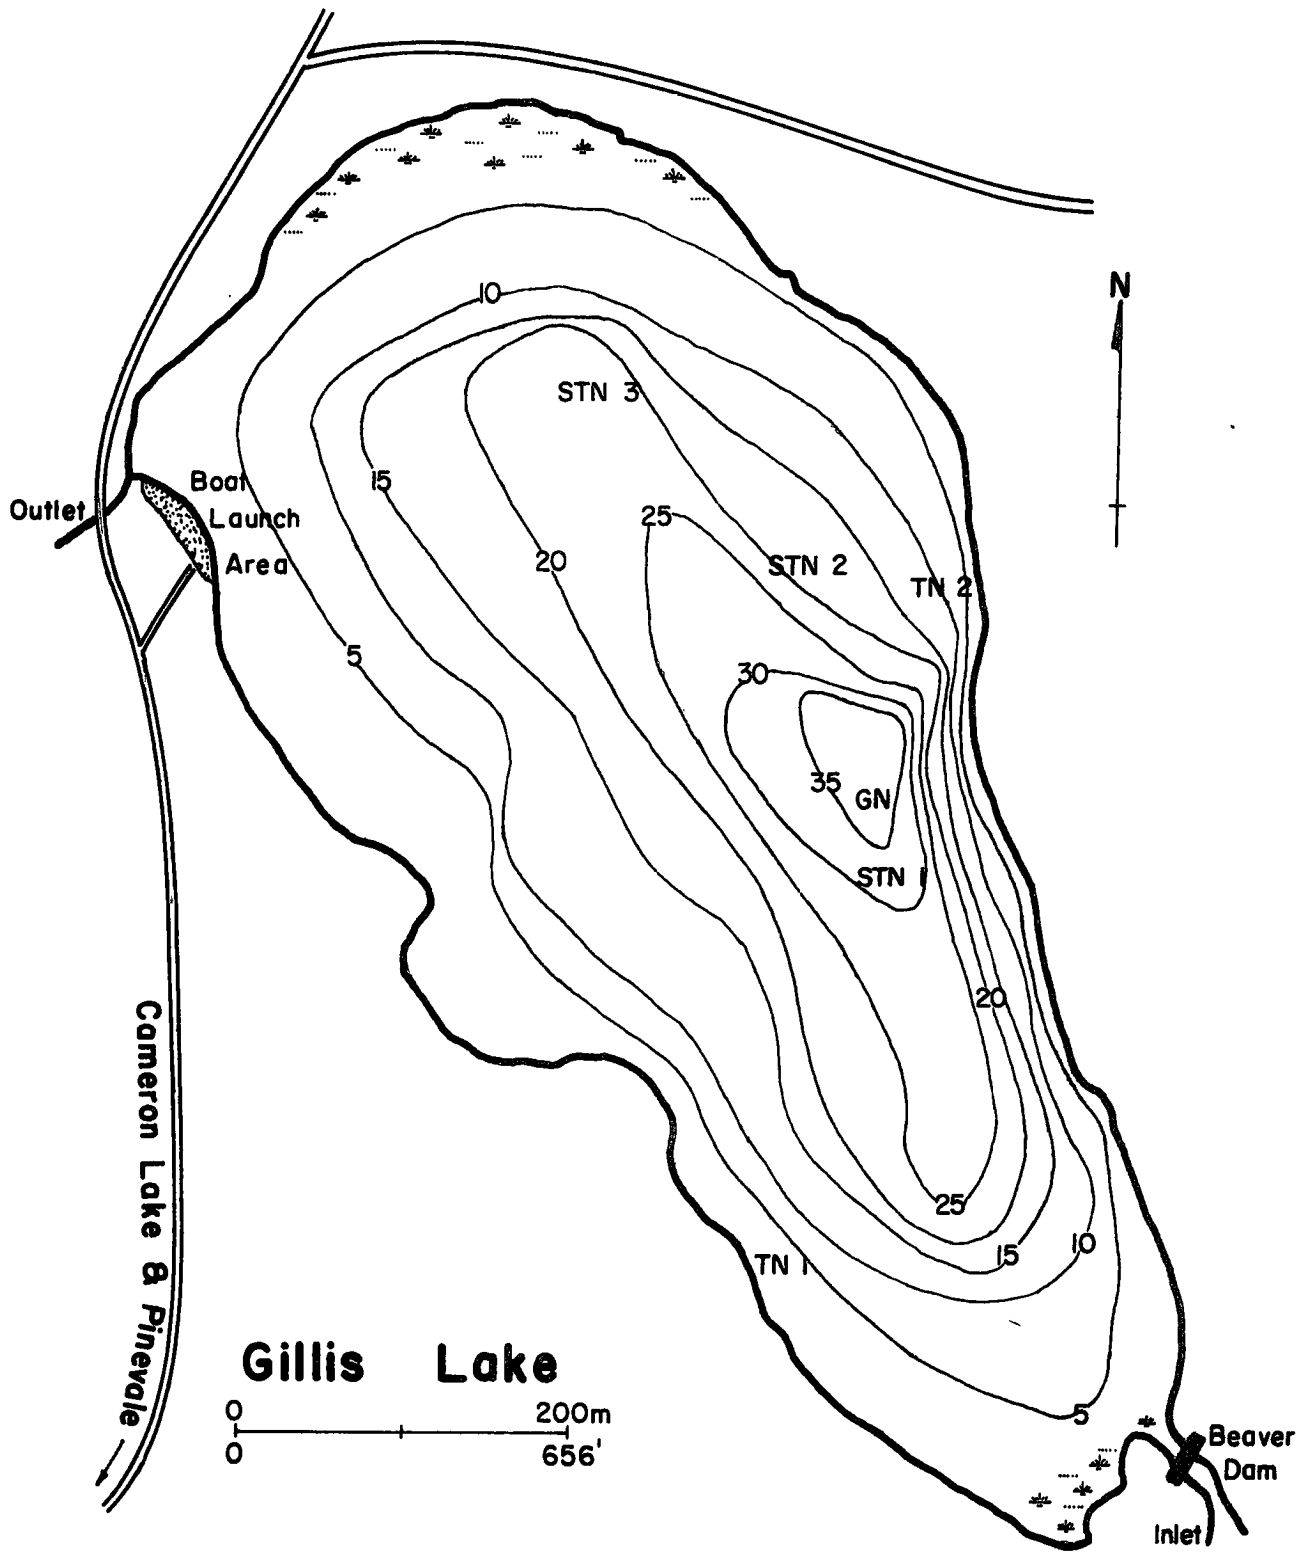 N
10
STN 3
15
Boat
Launch
Area
Outlet
25
20
STN 2
TN 2
5
30
35
GN
STN 1
20
Cameron Lake & Pinevale
25
15
10
TN 1
Gillis Lake
0 200m
0 656'
5
Beaver
Dam
Inlet